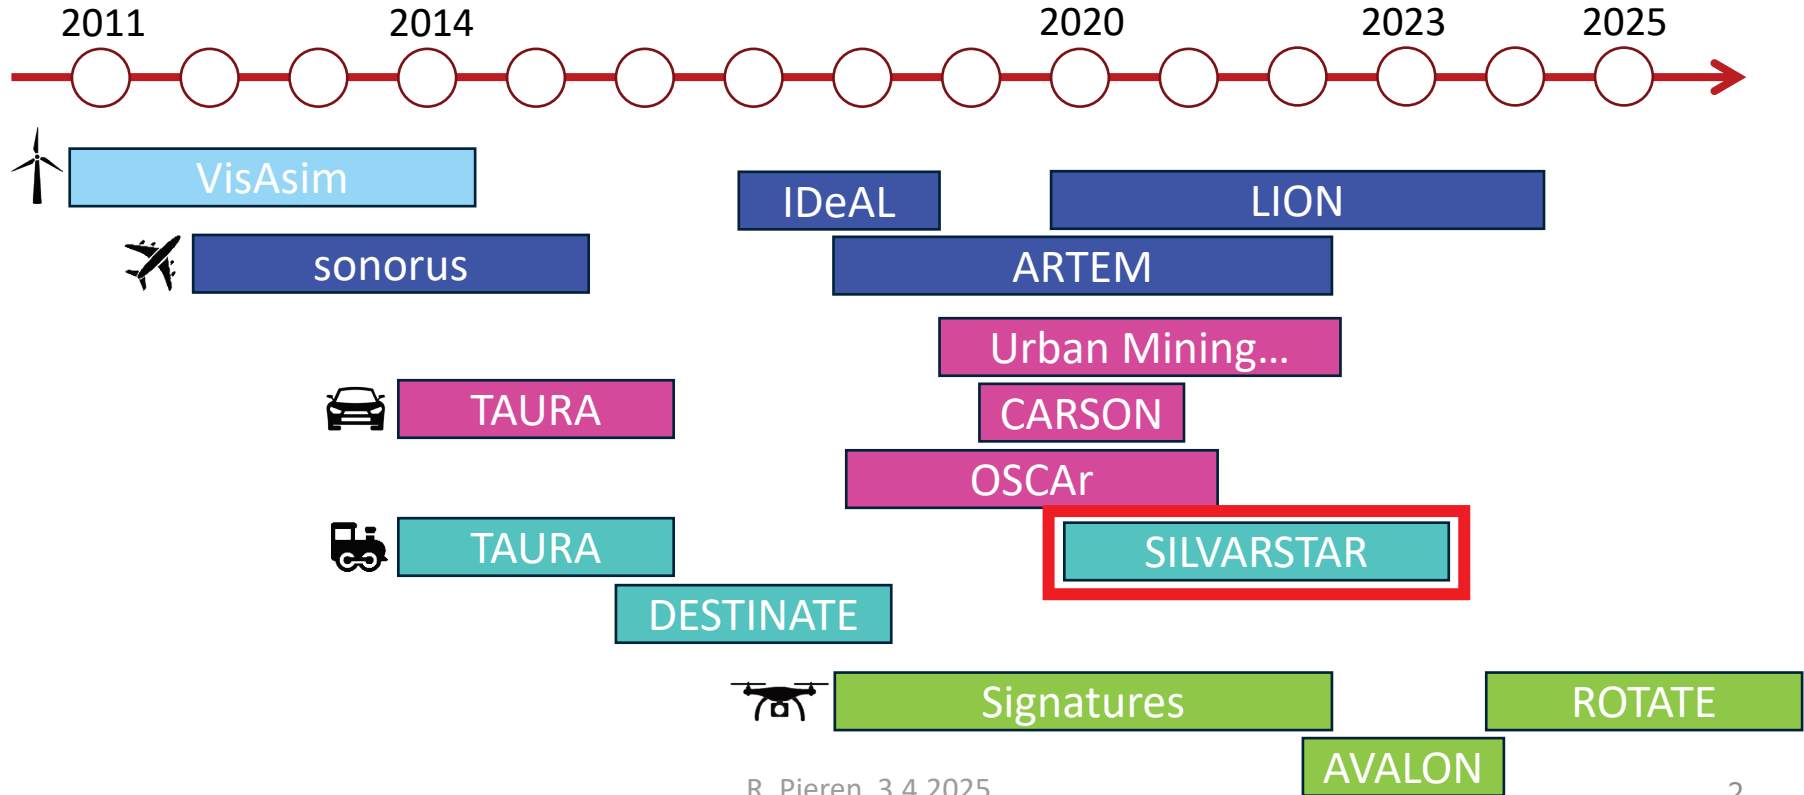 2011 2014 2020 2023 2025
VisAsim
IDeAL LION
sonorus ARTEM
Urban Mining...
TAURA CARSON
OSCAr
TAURA SILVARSTAR
DESTINATE
Signatures ROTATE
AVALON
R. Pieren, 3.4.2025 2